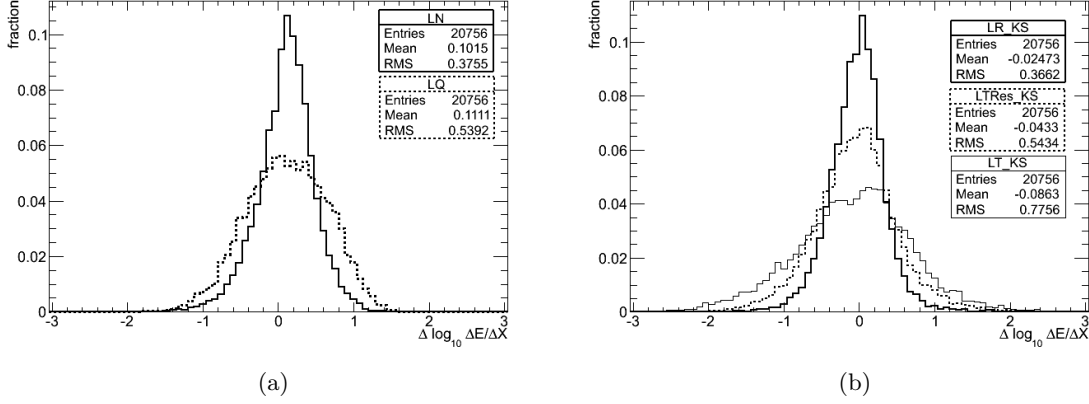 fraction
0.1
0.08
0.06
0.04
0.02
0
-3 -2 -1 0 1 2 3
Δ log10 ΔE/ΔX
LN
Entries 20756
Mean 0.1015
RMS 0.3755
LQ
Entries 20756
Mean 0.1111
RMS 0.5392
(a)
fraction
0.1
0.08
0.06
0.04
0.02
0
-3 -2 -1 0 1 2 3
Δ log10 ΔE/ΔX
LR_KS
Entries 20756
Mean -0.02473
RMS 0.3662
LTRes_KS
Entries 20756
Mean -0.0433
RMS 0.5434
LT_KS
Entries 20756
Mean -0.0863
RMS 0.7756
(b)